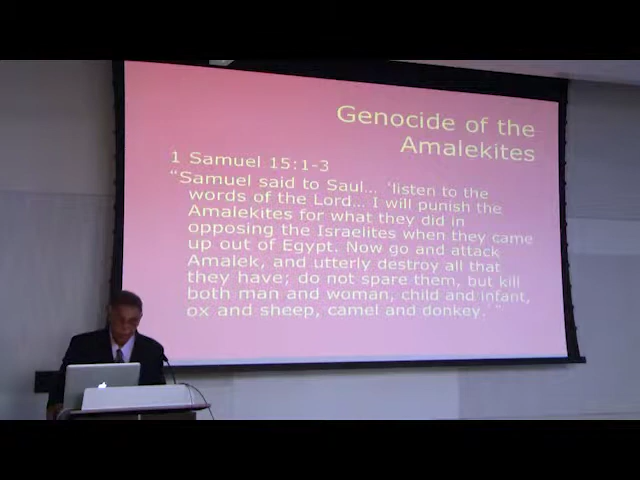 Genocide of the
Amalekites
1 Samuel 15:1-3
“Samuel said to Saul… ‘listen to the
words of the Lord… I will punish the
Amalekites for what they did in
opposing the Israelites when they came
up out of Egypt. Now go and attack
Amalek, and utterly destroy all that
they have; do not spare them, but kill
both man and woman, child and infant,
ox and sheep, camel and donkey.’ ”